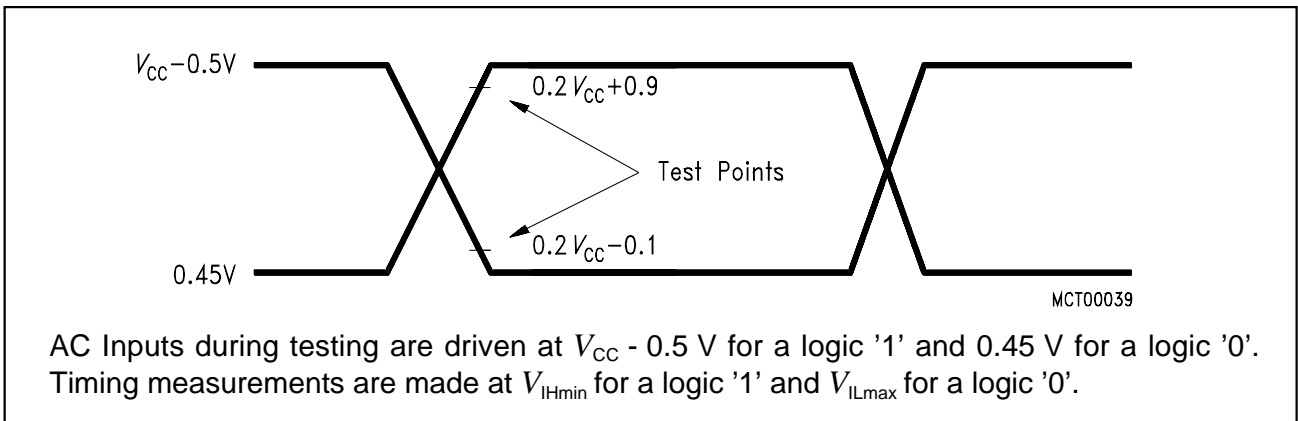 V_CC−0.5V
0.2 V_CC+0.9
Test Points
0.2 V_CC−0.1
0.45V
MCT00039
AC Inputs during testing are driven at V_CC - 0.5 V for a logic ’1’ and 0.45 V for a logic ’0’.
Timing measurements are made at V_IHmin for a logic ’1’ and V_ILmax for a logic ’0’.